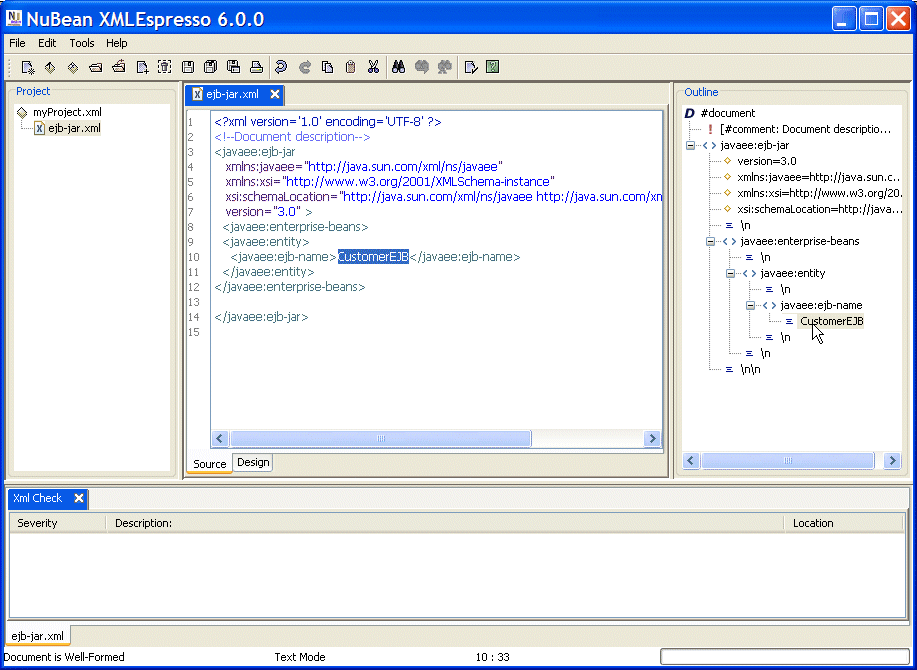 NuBean XMLEspresso 6.0.0
File Edit Tools Help
Project
myProject.xml
ejb-jar.xml
ejb-jar.xml
1 <?xml version='1.0' encoding='UTF-8' ?>
2 <!--Document description-->
3 <javaee:ejb-jar
4 xmlns:javaee="http://java.sun.com/xml/ns/javaee"
5 xmlns:xsi="http://www.w3.org/2001/XMLSchema-instance"
6 xsi:schemaLocation="http://java.sun.com/xml/ns/javaee http://java.sun.com/xm
7 version="3.0" >
8 <javaee:enterprise-beans>
9 <javaee:entity>
10 <javaee:ejb-name>CustomerEJB</javaee:ejb-name>
11 </javaee:entity>
12 </javaee:enterprise-beans>
13
14 </javaee:ejb-jar>
15
Source Design
Outline
D #document
! [#comment: Document descriptio...
<> javaee:ejb-jar
version=3.0
xmlns:javaee=http://java.sun.c...
xmlns:xsi=http://www.w3.org/20...
xsi:schemaLocation=http://java....
= \n
<> javaee:enterprise-beans
= \n
<> javaee:entity
= \n
<> javaee:ejb-name
= CustomerEJB
= \n
= \n
= \n\n
Xml Check
Severity Description: Location
ejb-jar.xml
Document is Well-Formed Text Mode 10 : 33